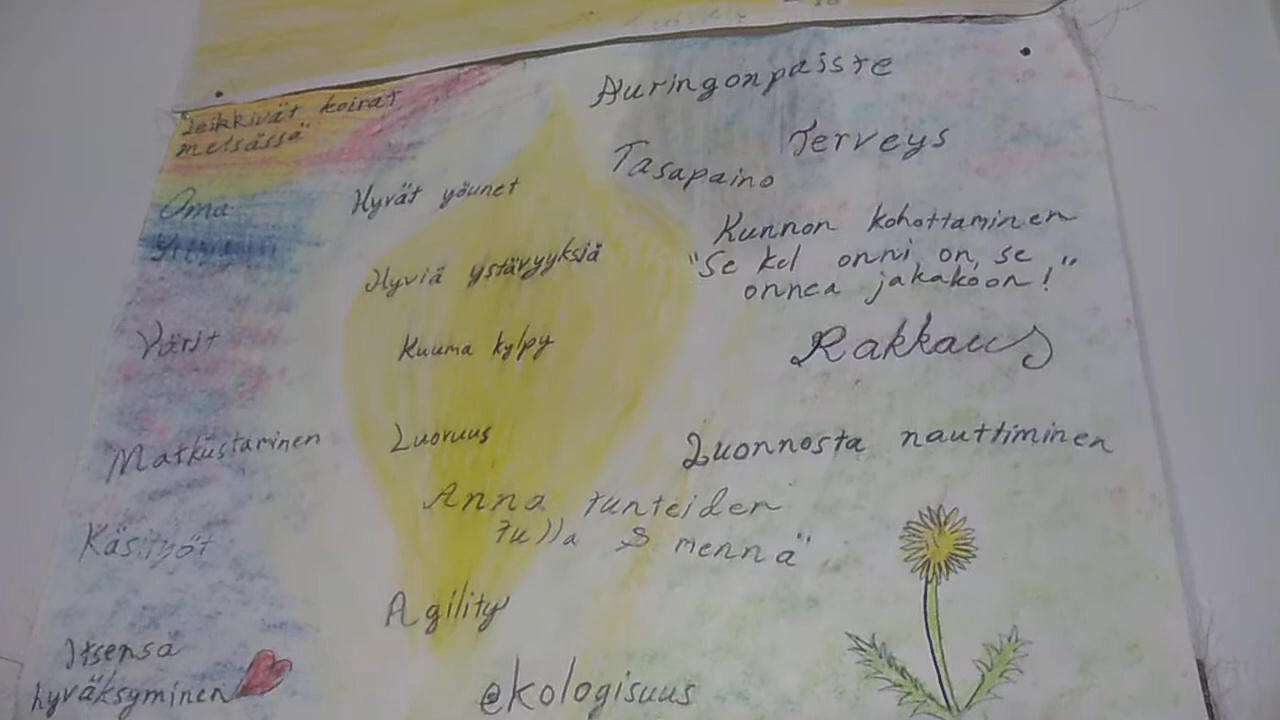 "Leikkivät koirat
metsässä"
Oma
Värit
Matkustaminen
Käsityöt
Itsensä
hyväksyminen
Hyvät yöunet
Hyviä ystävyyksiä
Kuuma kylpy
Luovuus
Anna tunteiden
tulla & mennä"
Agility
ekologisuus
Auringonpaiste
Terveys
Tasapaino
Kunnon kohottaminen
"Se kel onni on, se
onnea jakakoon!"
Rakkaus
Luonnosta nauttiminen